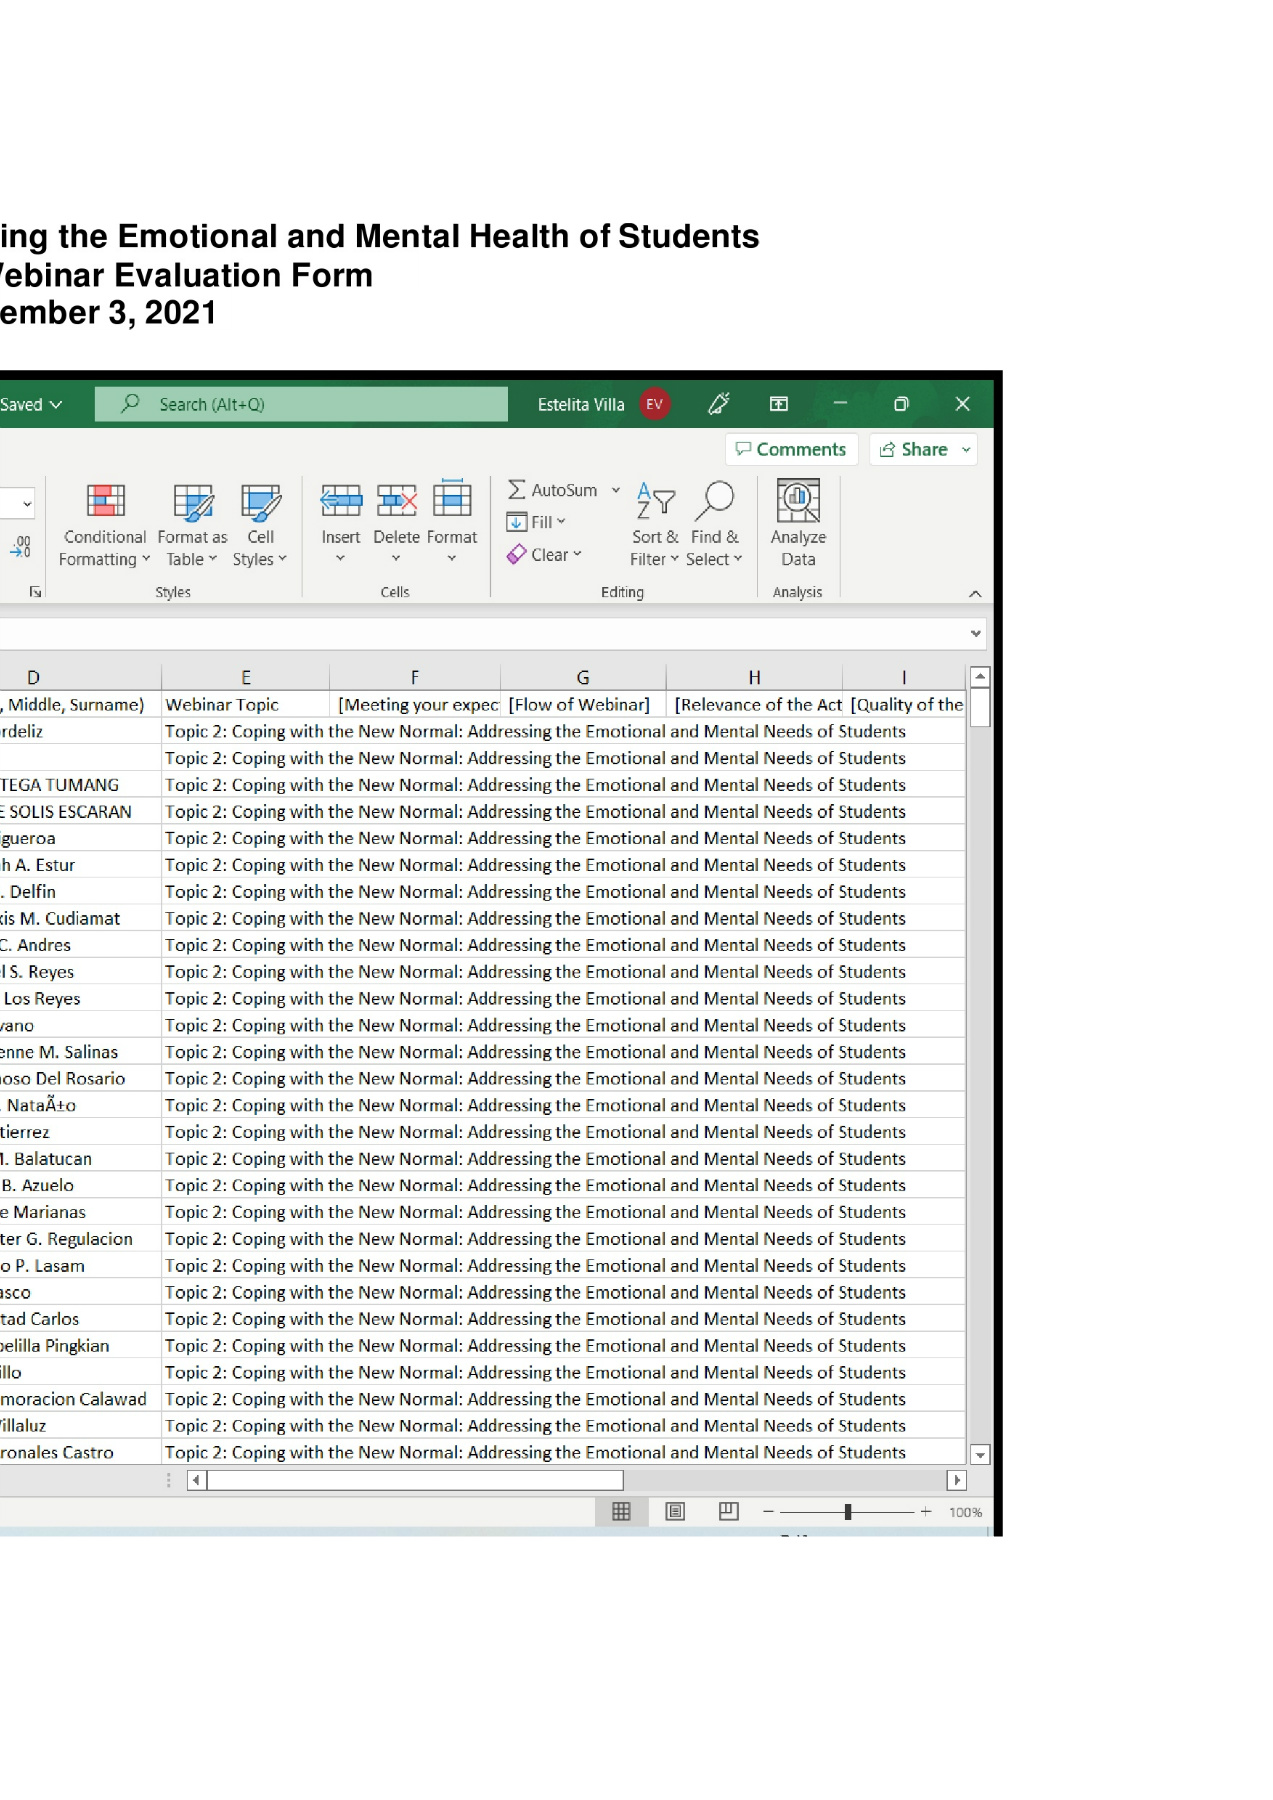 ing the Emotional and Mental Health of Students
Webinar Evaluation Form
ember 3, 2021
Saved Search (Alt+Q) Estelita Villa EV
Comments Share
AutoSum
Fill
Clear
Conditional Formatting Format as Table Cell Styles Insert Delete Format Sort & Filter Find & Select Analyze Data
Styles Cells Editing Analysis
D E F G H I
, Middle, Surname) Webinar Topic [Meeting your expec [Flow of Webinar] [Relevance of the Act [Quality of the
rdeliz Topic 2: Coping with the New Normal: Addressing the Emotional and Mental Needs of Students
Topic 2: Coping with the New Normal: Addressing the Emotional and Mental Needs of Students
TEGA TUMANG Topic 2: Coping with the New Normal: Addressing the Emotional and Mental Needs of Students
E SOLIS ESCARAN Topic 2: Coping with the New Normal: Addressing the Emotional and Mental Needs of Students
igueroa Topic 2: Coping with the New Normal: Addressing the Emotional and Mental Needs of Students
h A. Estur Topic 2: Coping with the New Normal: Addressing the Emotional and Mental Needs of Students
. Delfin Topic 2: Coping with the New Normal: Addressing the Emotional and Mental Needs of Students
xis M. Cudiamat Topic 2: Coping with the New Normal: Addressing the Emotional and Mental Needs of Students
C. Andres Topic 2: Coping with the New Normal: Addressing the Emotional and Mental Needs of Students
l S. Reyes Topic 2: Coping with the New Normal: Addressing the Emotional and Mental Needs of Students
Los Reyes Topic 2: Coping with the New Normal: Addressing the Emotional and Mental Needs of Students
vano Topic 2: Coping with the New Normal: Addressing the Emotional and Mental Needs of Students
enne M. Salinas Topic 2: Coping with the New Normal: Addressing the Emotional and Mental Needs of Students
noso Del Rosario Topic 2: Coping with the New Normal: Addressing the Emotional and Mental Needs of Students
. NataÃ±o Topic 2: Coping with the New Normal: Addressing the Emotional and Mental Needs of Students
tierrez Topic 2: Coping with the New Normal: Addressing the Emotional and Mental Needs of Students
M. Balatucan Topic 2: Coping with the New Normal: Addressing the Emotional and Mental Needs of Students
B. Azuelo Topic 2: Coping with the New Normal: Addressing the Emotional and Mental Needs of Students
e Marianas Topic 2: Coping with the New Normal: Addressing the Emotional and Mental Needs of Students
ter G. Regulacion Topic 2: Coping with the New Normal: Addressing the Emotional and Mental Needs of Students
o P. Lasam Topic 2: Coping with the New Normal: Addressing the Emotional and Mental Needs of Students
asco Topic 2: Coping with the New Normal: Addressing the Emotional and Mental Needs of Students
tad Carlos Topic 2: Coping with the New Normal: Addressing the Emotional and Mental Needs of Students
pelilla Pingkian Topic 2: Coping with the New Normal: Addressing the Emotional and Mental Needs of Students
illo Topic 2: Coping with the New Normal: Addressing the Emotional and Mental Needs of Students
moracion Calawad Topic 2: Coping with the New Normal: Addressing the Emotional and Mental Needs of Students
Villaluz Topic 2: Coping with the New Normal: Addressing the Emotional and Mental Needs of Students
ronales Castro Topic 2: Coping with the New Normal: Addressing the Emotional and Mental Needs of Students
100%